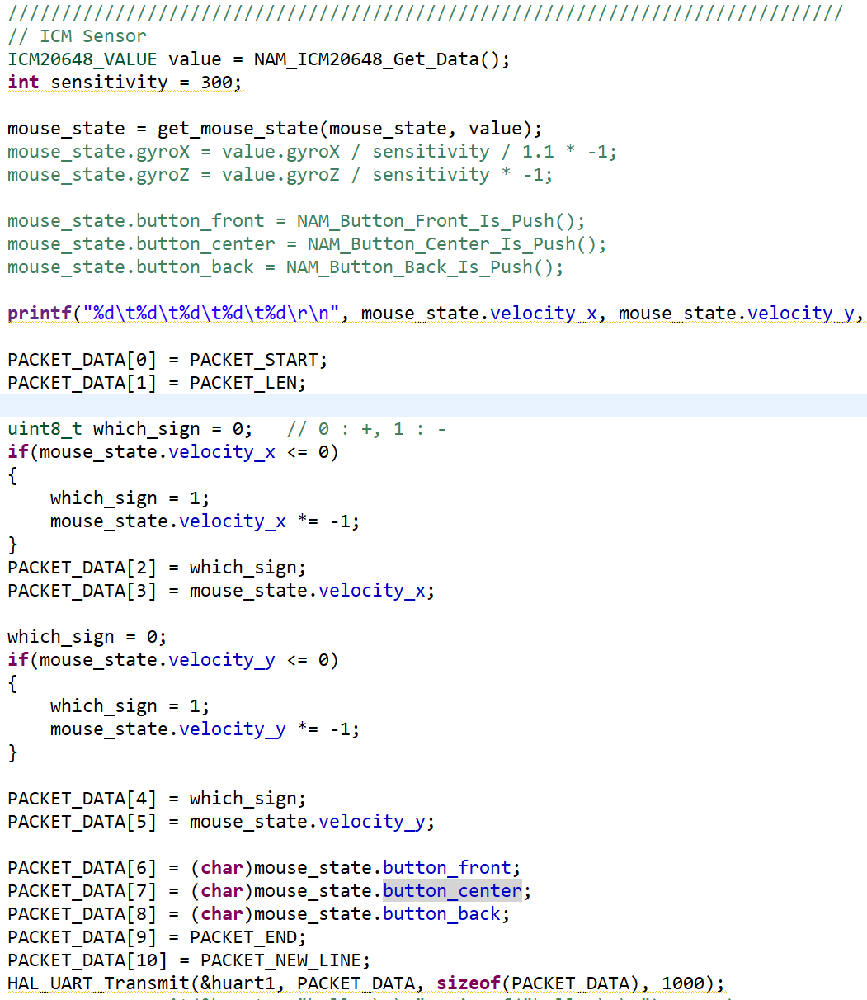 //////////////////////////////////////////////////////////////////////////////
// ICM Sensor
ICM20648_VALUE value = NAM_ICM20648_Get_Data();
int sensitivity = 300;
mouse_state = get_mouse_state(mouse_state, value);
mouse_state.gyroX = value.gyroX / sensitivity / 1.1 * -1;
mouse_state.gyroZ = value.gyroZ / sensitivity * -1;
mouse_state.button_front = NAM_Button_Front_Is_Push();
mouse_state.button_center = NAM_Button_Center_Is_Push();
mouse_state.button_back = NAM_Button_Back_Is_Push();
printf("%d\t%d\t%d\t%d\t%d\r\n", mouse_state.velocity_x, mouse_state.velocity_y,
PACKET_DATA[0] = PACKET_START;
PACKET_DATA[1] = PACKET_LEN;
uint8_t which_sign = 0;   // 0 : +, 1 : -
if(mouse_state.velocity_x <= 0)
{
    which_sign = 1;
    mouse_state.velocity_x *= -1;
}
PACKET_DATA[2] = which_sign;
PACKET_DATA[3] = mouse_state.velocity_x;
which_sign = 0;
if(mouse_state.velocity_y <= 0)
{
    which_sign = 1;
    mouse_state.velocity_y *= -1;
}
PACKET_DATA[4] = which_sign;
PACKET_DATA[5] = mouse_state.velocity_y;
PACKET_DATA[6] = (char)mouse_state.button_front;
PACKET_DATA[7] = (char)mouse_state.button_center;
PACKET_DATA[8] = (char)mouse_state.button_back;
PACKET_DATA[9] = PACKET_END;
PACKET_DATA[10] = PACKET_NEW_LINE;
HAL_UART_Transmit(&huart1, PACKET_DATA, sizeof(PACKET_DATA), 1000);